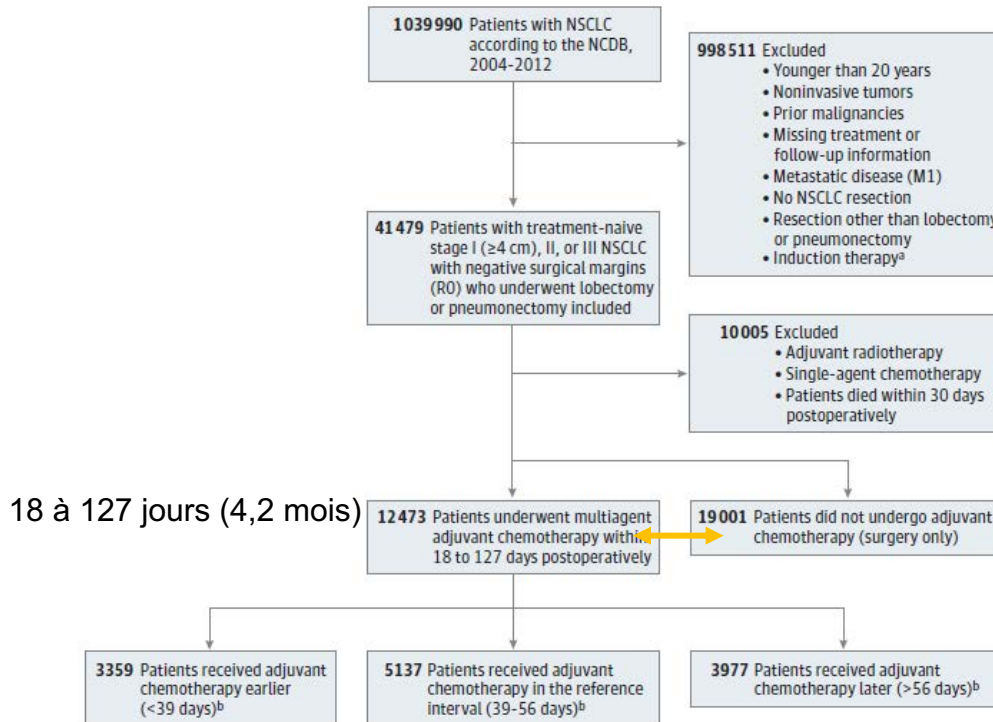 1039990 Patients with NSCLC
according to the NCDB,
2004-2012
998511 Excluded
• Younger than 20 years
• Noninvasive tumors
• Prior malignancies
• Missing treatment or
follow-up information
• Metastatic disease (M1)
• No NSCLC resection
• Resection other than lobectomy
or pneumonectomy
• Induction therapyᵃ
41479 Patients with treatment-naive
stage I (≥4 cm), II, or III NSCLC
with negative surgical margins
(R0) who underwent lobectomy
or pneumonectomy included
10005 Excluded
• Adjuvant radiotherapy
• Single-agent chemotherapy
• Patients died within 30 days
postoperatively
18 à 127 jours (4,2 mois)
12473 Patients underwent multiagent
adjuvant chemotherapy within
18 to 127 days postoperatively
19001 Patients did not undergo adjuvant
chemotherapy (surgery only)
3359 Patients received adjuvant
chemotherapy earlier
(<39 days)ᵇ
5137 Patients received adjuvant
chemotherapy in the reference
interval (39-56 days)ᵇ
3977 Patients received adjuvant
chemotherapy later (>56 days)ᵇ